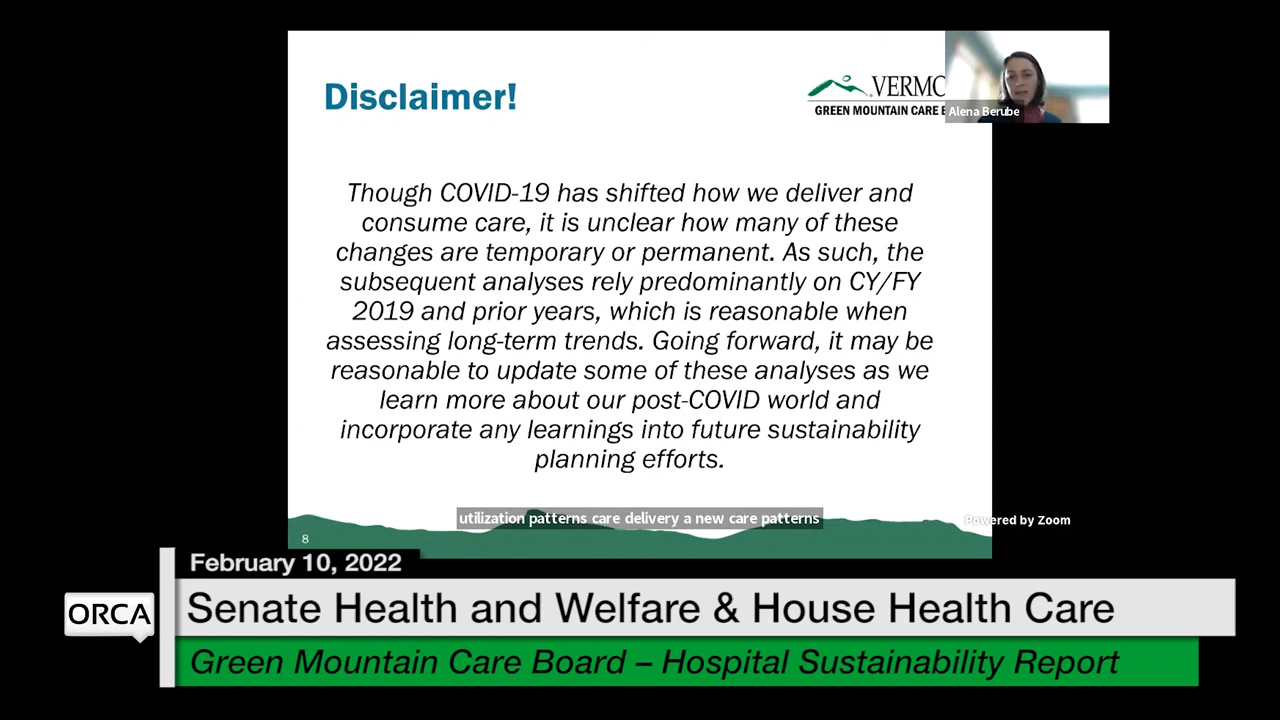 Disclaimer!
VERMO
GREEN MOUNTAIN CARE
Alena Berube
Though COVID-19 has shifted how we deliver and
consume care, it is unclear how many of these
changes are temporary or permanent. As such, the
subsequent analyses rely predominantly on CY/FY
2019 and prior years, which is reasonable when
assessing long-term trends. Going forward, it may be
reasonable to update some of these analyses as we
learn more about our post-COVID world and
incorporate any learnings into future sustainability
planning efforts.
utilization patterns care delivery a new care patterns
Powered by Zoom
8
February 10, 2022
ORCA
Senate Health and Welfare & House Health Care
Green Mountain Care Board – Hospital Sustainability Report